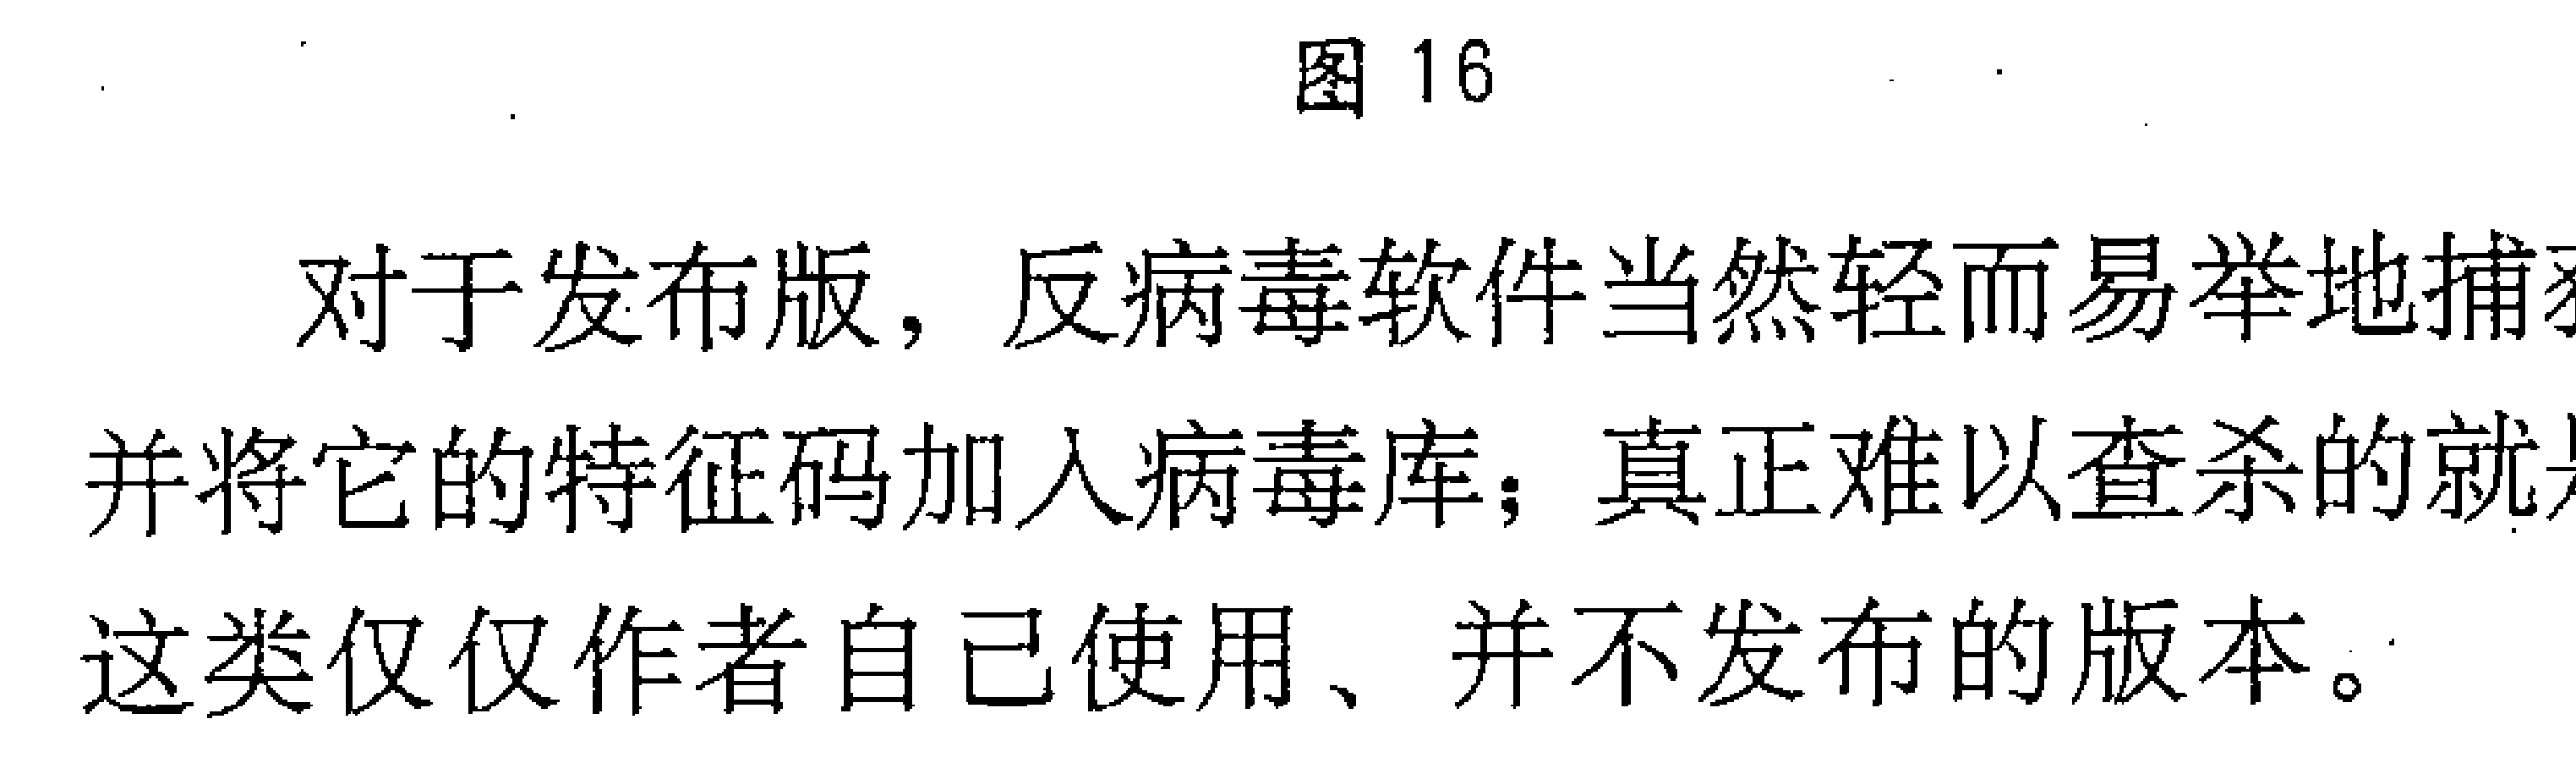 图 16
对于发布版，反病毒软件当然轻而易举地捕
并将它的特征码加入病毒库；真正难以查杀的就
这类仅仅作者自己使用、并不发布的版本。